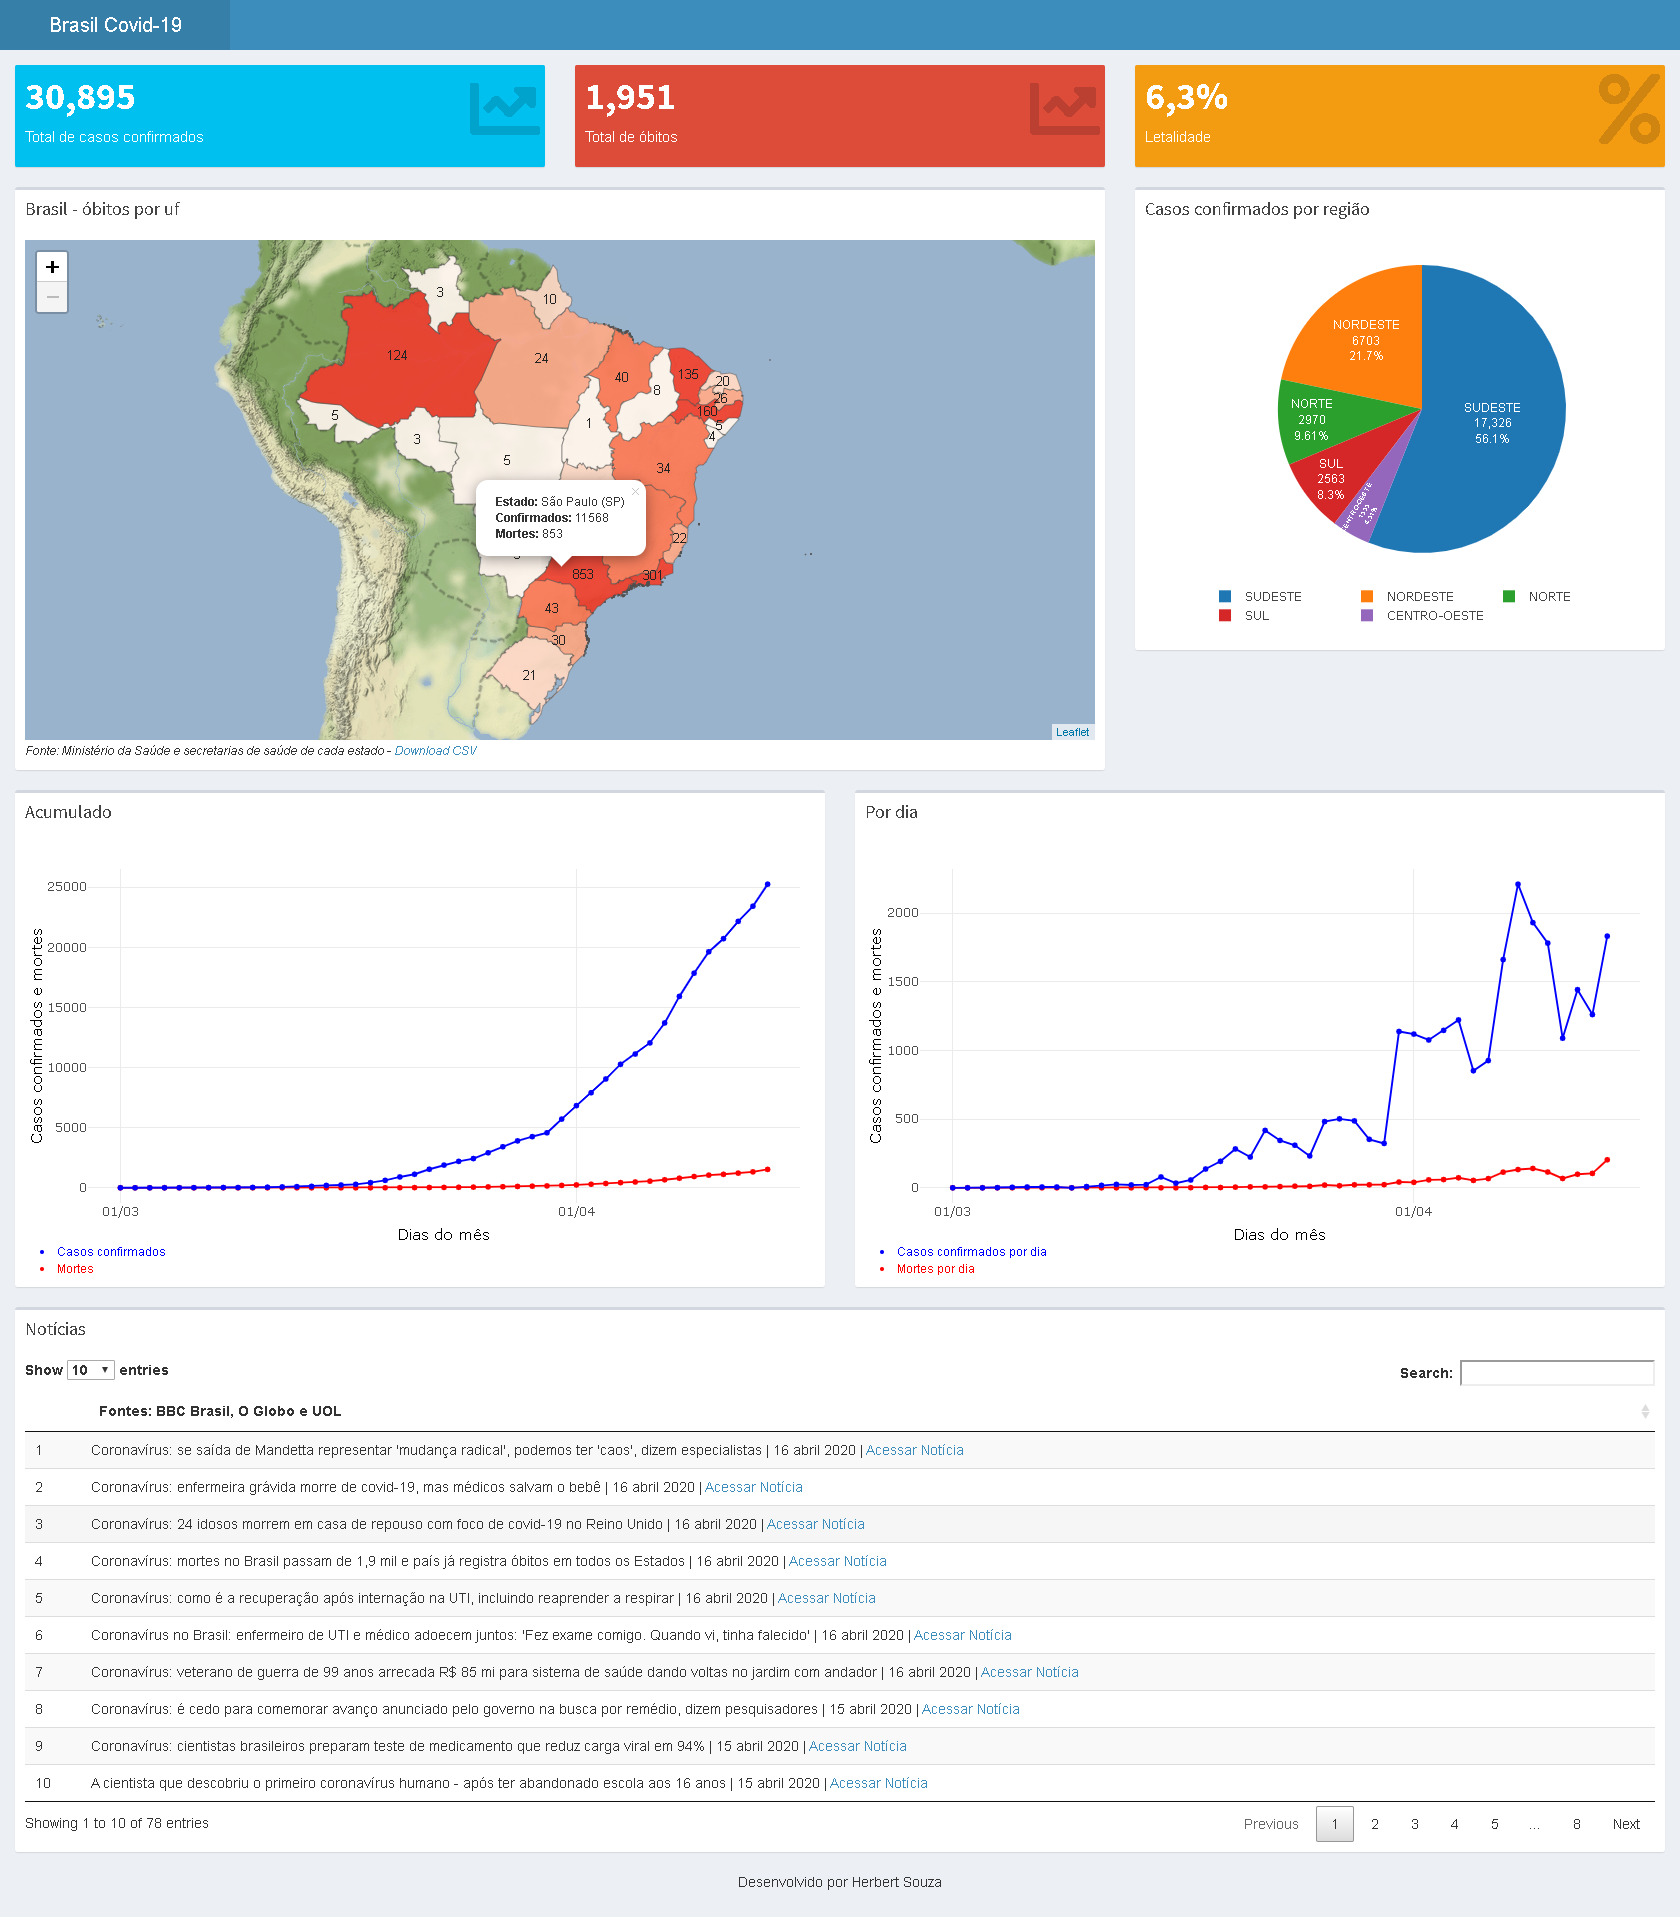 Brasil Covid-19
30,895
Total de casos confirmados
1,951
Total de óbitos
6,3%
Letalidade
Brasil - óbitos por uf
+
−
3
10
124
24
40
8
135
20
26
160
5
4
5
3
1
5
34
×
Estado: São Paulo (SP)
Confirmados: 11568
Mortes: 853
22
853
301
43
30
21
Leaflet
Fonte: Ministério da Saúde e secretarias de saúde de cada estado - Download CSV
Casos confirmados por região
NORDESTE
6703
21.7%
SUDESTE
17,326
56.1%
NORTE
2970
9.61%
SUL
2563
8.3%
SUDESTE
NORDESTE
NORTE
SUL
CENTRO-OESTE
Acumulado
Casos confirmados e mortes
25000
20000
15000
10000
5000
0
01/03
01/04
Dias do mês
Casos confirmados
Mortes
Por dia
Casos confirmados e mortes
2000
1500
1000
500
0
01/03
01/04
Dias do mês
Casos confirmados por dia
Mortes por dia
Notícias
Show 10 entries
Search:
Fontes: BBC Brasil, O Globo e UOL
1 Coronavírus: se saída de Mandetta representar 'mudança radical', podemos ter 'caos', dizem especialistas | 16 abril 2020 | Acessar Notícia
2 Coronavírus: enfermeira grávida morre de covid-19, mas médicos salvam o bebê | 16 abril 2020 | Acessar Notícia
3 Coronavírus: 24 idosos morrem em casa de repouso com foco de covid-19 no Reino Unido | 16 abril 2020 | Acessar Notícia
4 Coronavírus: mortes no Brasil passam de 1,9 mil e país já registra óbitos em todos os Estados | 16 abril 2020 | Acessar Notícia
5 Coronavírus: como é a recuperação após internação na UTI, incluindo reaprender a respirar | 16 abril 2020 | Acessar Notícia
6 Coronavírus no Brasil: enfermeiro de UTI e médico adoecem juntos: 'Fez exame comigo. Quando vi, tinha falecido' | 16 abril 2020 | Acessar Notícia
7 Coronavírus: veterano de guerra de 99 anos arrecada R$ 85 mi para sistema de saúde dando voltas no jardim com andador | 16 abril 2020 | Acessar Notícia
8 Coronavírus: é cedo para comemorar avanço anunciado pelo governo na busca por remédio, dizem pesquisadores | 15 abril 2020 | Acessar Notícia
9 Coronavírus: cientistas brasileiros preparam teste de medicamento que reduz carga viral em 94% | 15 abril 2020 | Acessar Notícia
10 A cientista que descobriu o primeiro coronavírus humano - após ter abandonado escola aos 16 anos | 15 abril 2020 | Acessar Notícia
Showing 1 to 10 of 78 entries
Previous 1 2 3 4 5 ... 8 Next
Desenvolvido por Herbert Souza